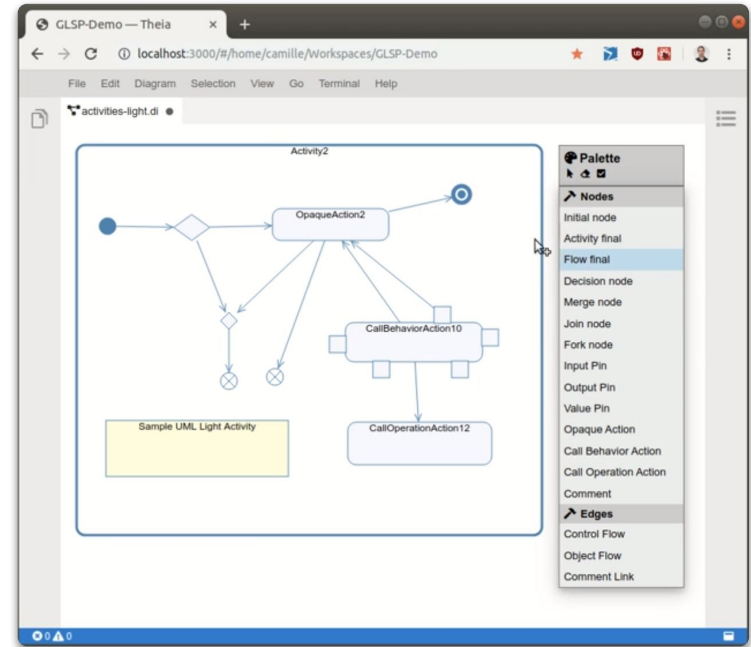 GLSP-Demo — Theia
localhost:3000/#/home/camille/Workspaces/GLSP-Demo
File Edit Diagram Selection View Go Terminal Help
activities-light.di
Activity2
OpaqueAction2
CallBehaviorAction10
Sample UML Light Activity
CallOperationAction12
Palette
Nodes
Initial node
Activity final
Flow final
Decision node
Merge node
Join node
Fork node
Input Pin
Output Pin
Value Pin
Opaque Action
Call Behavior Action
Call Operation Action
Comment
Edges
Control Flow
Object Flow
Comment Link
0 0